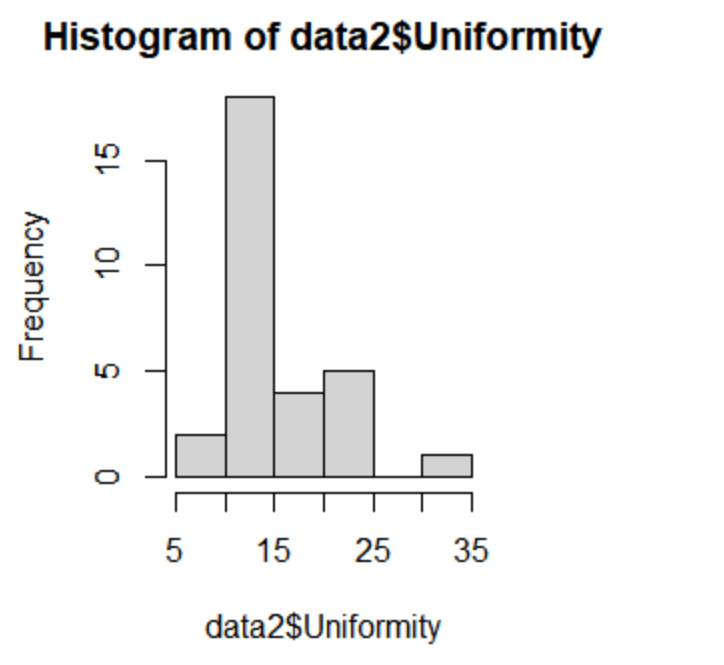 Histogram of data2$Uniformity
Frequency
15
10
5
0
5 15 25 35
data2$Uniformity